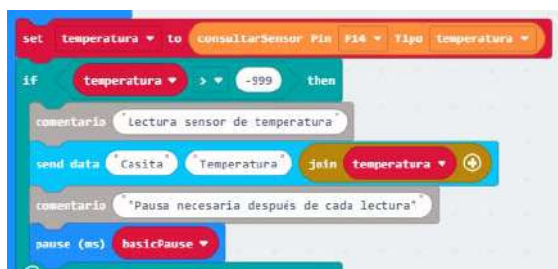 set temperatura to consultarSensor Pin P14 Tipo temperatura
if temperatura > -999 then
comentario "Lectura sensor de temperatura"
send data "Casita" "Temperatura" join temperatura
comentario ""Pausa necesaria después de cada lectura""
pause (ms) basicPause